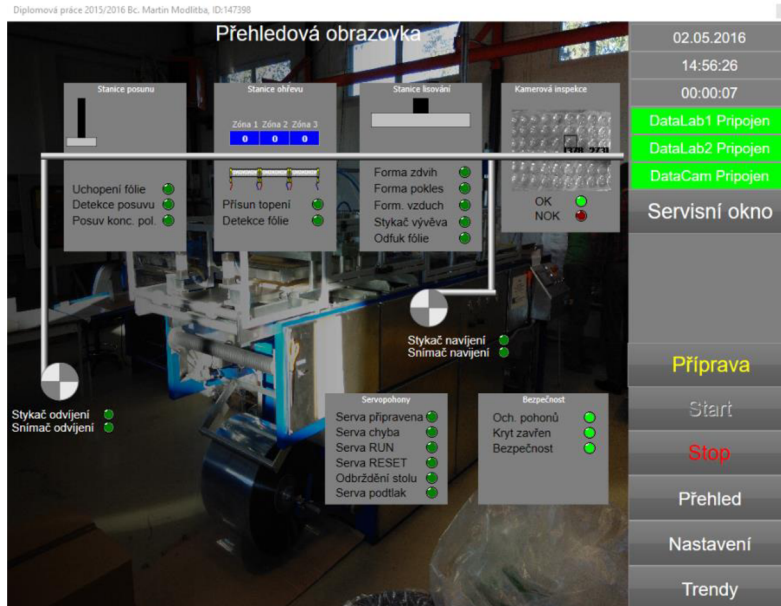 Diplomová práce 2015/2016 Bc. Martin Modlitba, ID:147398
Přehledová obrazovka
02.05.2016
14:56:26
00:00:07
DataLab1 Pripojen
DataLab2 Pripojen
DataCam Pripojen
Servisní okno
Stanice posunu
Uchopení fólie
Detekce posuvu
Posuv konc. pol.
Stanice ohřevu
Zóna 1 Zóna 2 Zóna 3
0 0 0
Přísun topení
Detekce fólie
Stanice lisování
Forma zdvih
Forma pokles
Form. vzduch
Stykač vývěva
Odfuk fólie
Kamerová inspekce
OK
NOK
Stykač navíjení
Snímač navijení
Stykač odvíjení
Snímač odvíjení
Servopohony
Serva připravena
Serva chyba
Serva RUN
Serva RESET
Odbrždění stolu
Serva podtlak
Bezpečnost
Och. pohonů
Kryt zavřen
Bezpečnost
Příprava
Start
Stop
Přehled
Nastavení
Trendy